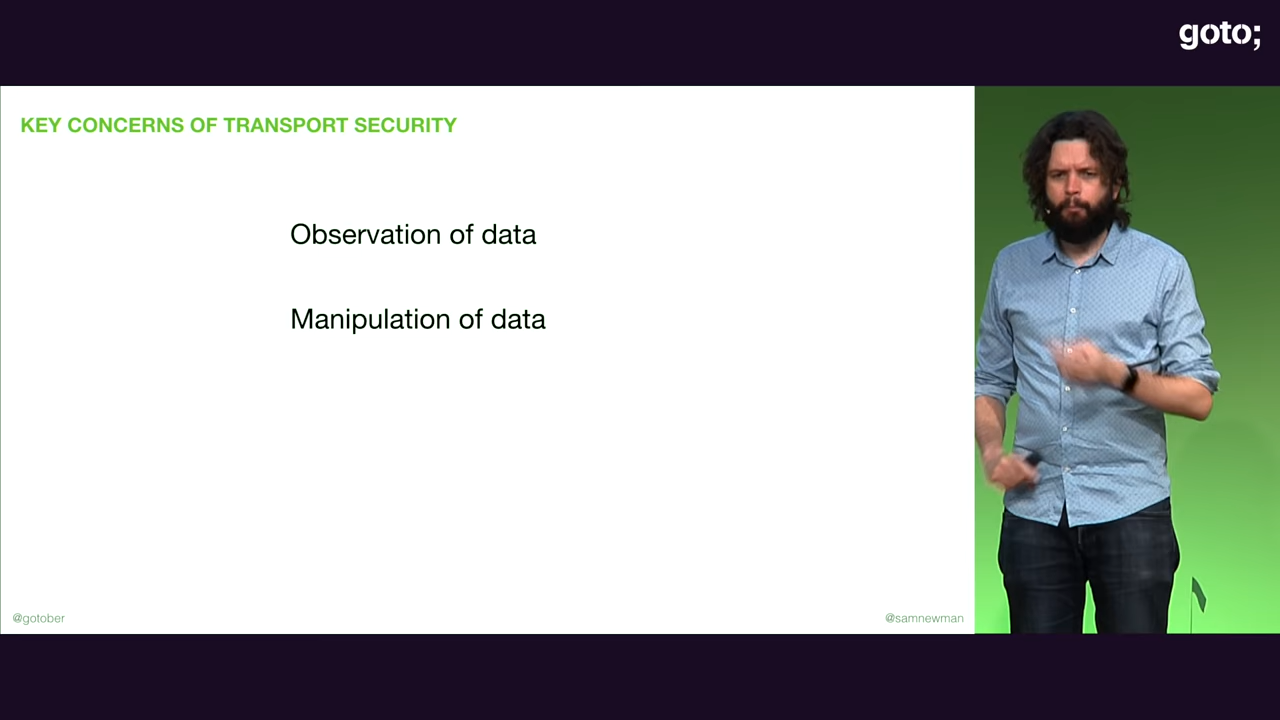 goto;
KEY CONCERNS OF TRANSPORT SECURITY
Observation of data
Manipulation of data
@gotober
@samnewman